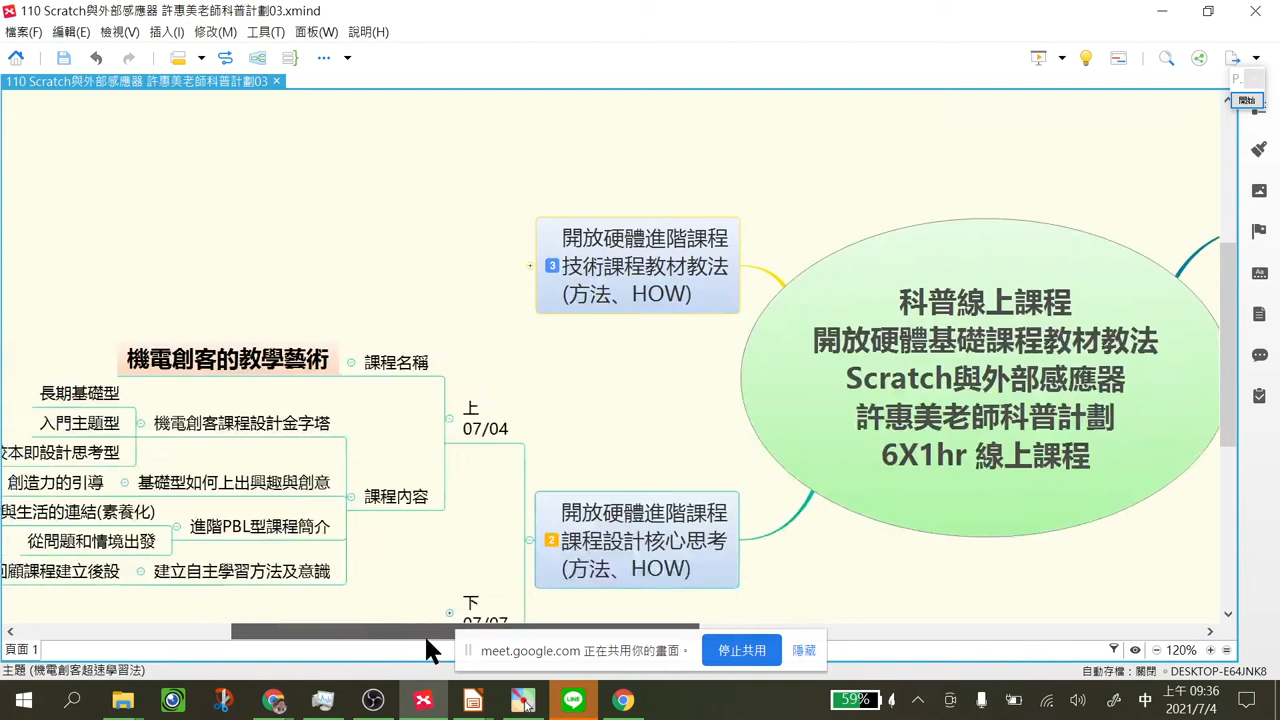 110 Scratch與外部感應器 許惠美老師科普計劃03.xmind
檔案(F) 編輯(E) 檢視(V) 插入(I) 修改(M) 工具(T) 面板(W) 說明(H)
110 Scratch與外部感應器 許惠美老師科普計劃03
P..
開始
開放硬體進階課程
3 技術課程教材教法
(方法、HOW)
科普線上課程
開放硬體基礎課程教材教法
Scratch與外部感應器
許惠美老師科普計劃
6X1hr 線上課程
機電創客的教學藝術
課程名稱
長期基礎型
入門主題型
機電創客課程設計金字塔
校本即設計思考型
上
07/04
創造力的引導
基礎型如何上出興趣與創意
課程內容
與生活的連結(素養化)
進階PBL型課程簡介
從問題和情境出發
回顧課程建立後設
建立自主學習方法及意識
開放硬體進階課程
2 課程設計核心思考
(方法、HOW)
下
07/07
頁面 1
meet.google.com 正在共用你的畫面。
停止共用
隱藏
120%
主題 (機電創客超速學習法)
自動存檔：關閉
DESKTOP-E64JNK8
59%
中
上午 09:36
2021/7/4